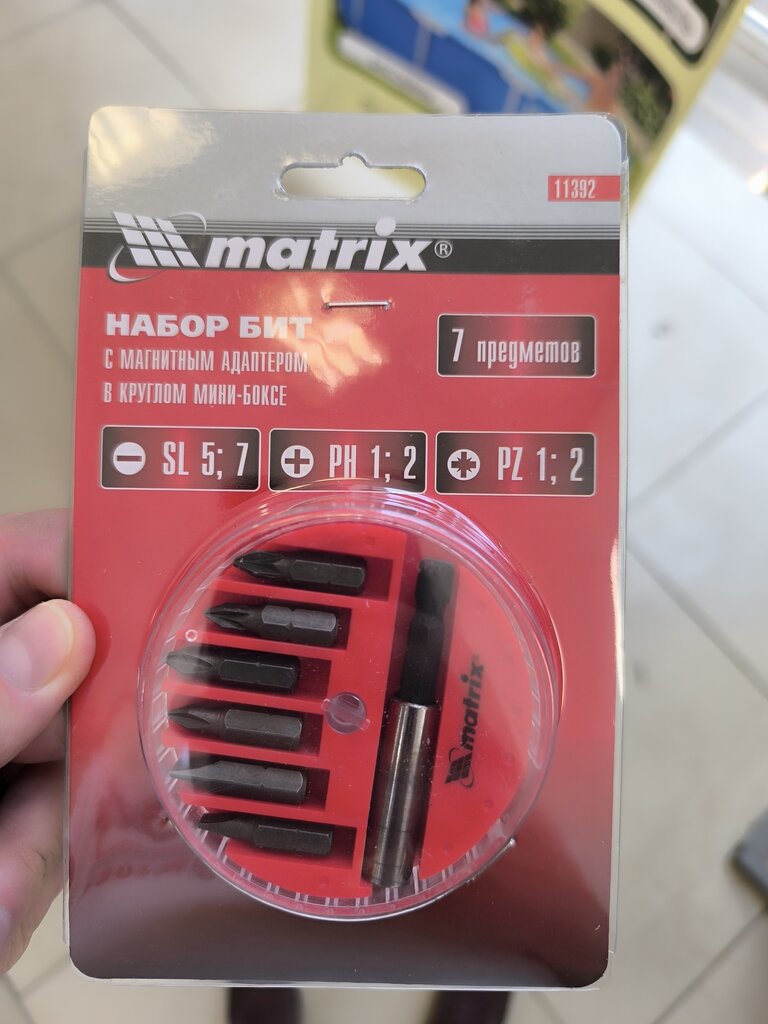 11392
matrix®
НАБОР БИТ
С МАГНИТНЫМ АДАПТЕРОМ
В КРУГЛОМ МИНИ-БОКСЕ
7 предметов
SL 5; 7
PH 1; 2
PZ 1; 2
matrix